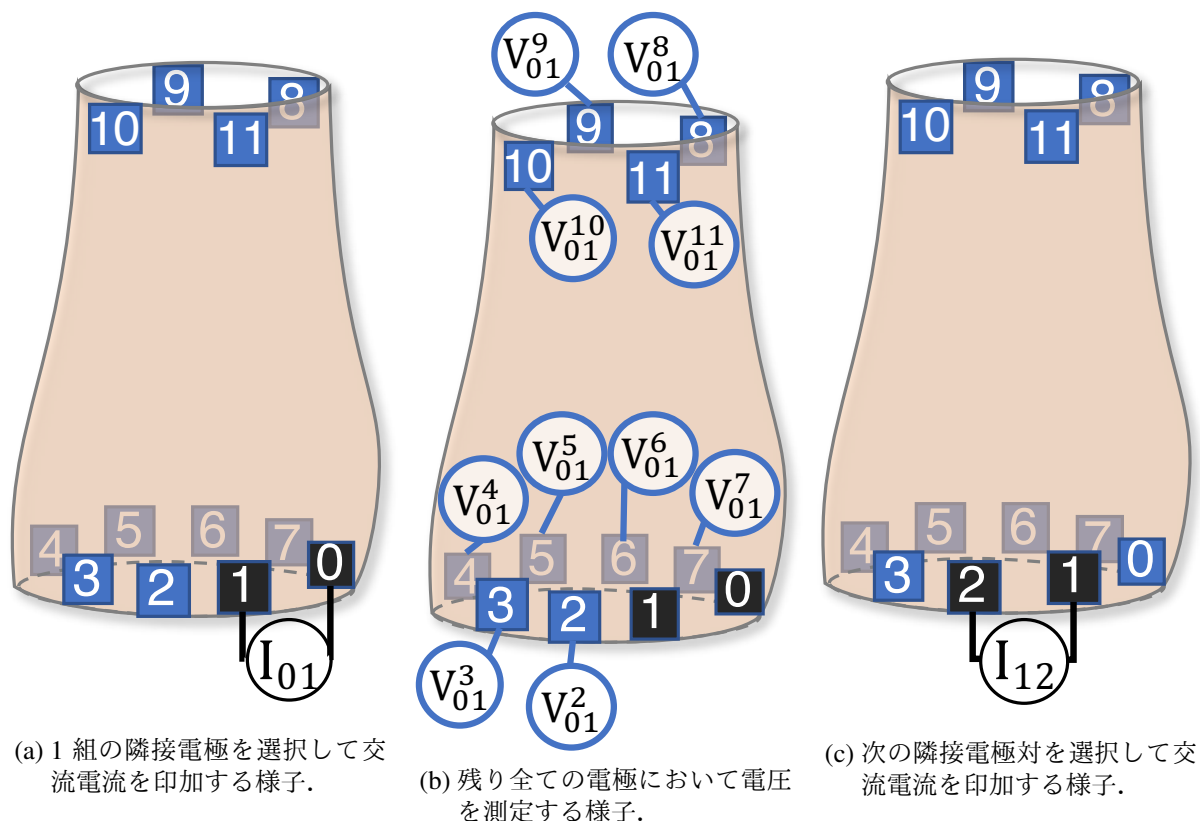 9
8
10
11
5
6
4
7
3
2
1
0
I₀₁
(a) 1 組の隣接電極を選択して交
流電流を印加する様子.
V⁹₀₁
V⁸₀₁
9
8
10
11
V¹⁰₀₁
V¹¹₀₁
V⁵₀₁
V⁶₀₁
V⁴₀₁
V⁷₀₁
5
6
4
7
3
2
1
0
V³₀₁
V²₀₁
(b) 残り全ての電極において電圧
を測定する様子.
9
8
10
11
5
6
4
7
3
2
1
0
I₁₂
(c) 次の隣接電極対を選択して交
流電流を印加する様子.